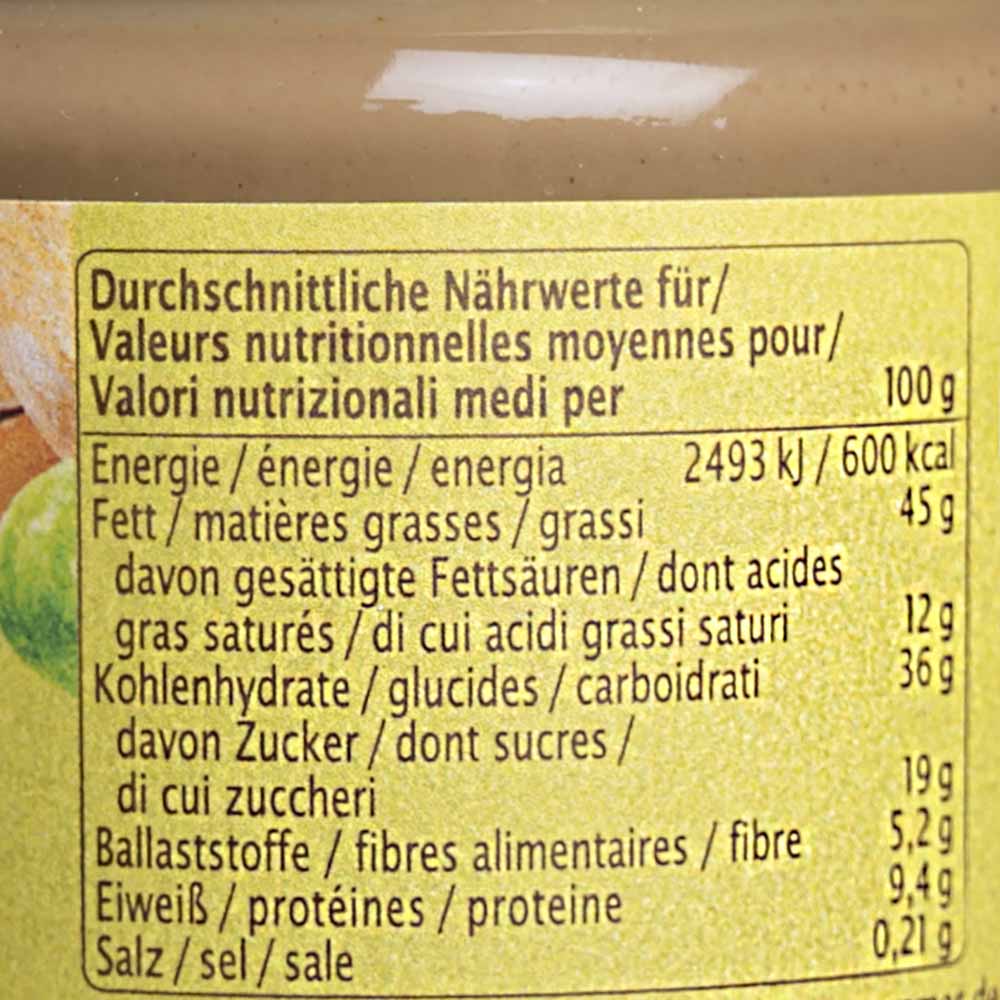 Durchschnittliche Nährwerte für/
Valeurs nutritionnelles moyennes pour/
Valori nutrizionali medi per 100 g
Energie / énergie / energia 2493 kJ / 600 kcal
Fett / matières grasses / grassi 45 g
davon gesättigte Fettsäuren / dont acides
gras saturés / di cui acidi grassi saturi 12 g
Kohlenhydrate / glucides / carboidrati 36 g
davon Zucker / dont sucres /
di cui zuccheri 19 g
Ballaststoffe / fibres alimentaires / fibre 5,2 g
Eiweiß / protéines / proteine 9,4 g
Salz / sel / sale 0,21 g